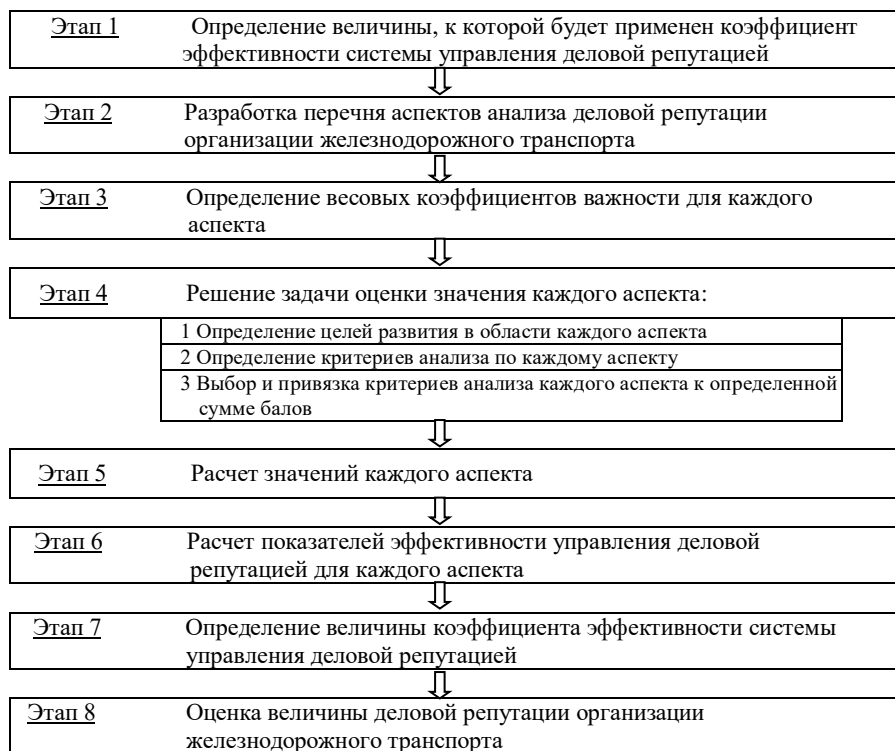 Этап 1 Определение величины, к которой будет применен коэффициент
эффективности системы управления деловой репутацией
Этап 2 Разработка перечня аспектов анализа деловой репутации
организации железнодорожного транспорта
Этап 3 Определение весовых коэффициентов важности для каждого
аспекта
Этап 4 Решение задачи оценки значения каждого аспекта:
1 Определение целей развития в области каждого аспекта
2 Определение критериев анализа по каждому аспекту
3 Выбор и привязка критериев анализа каждого аспекта к определенной
сумме балов
Этап 5 Расчет значений каждого аспекта
Этап 6 Расчет показателей эффективности управления деловой
репутацией для каждого аспекта
Этап 7 Определение величины коэффициента эффективности системы
управления деловой репутацией
Этап 8 Оценка величины деловой репутации организации
железнодорожного транспорта